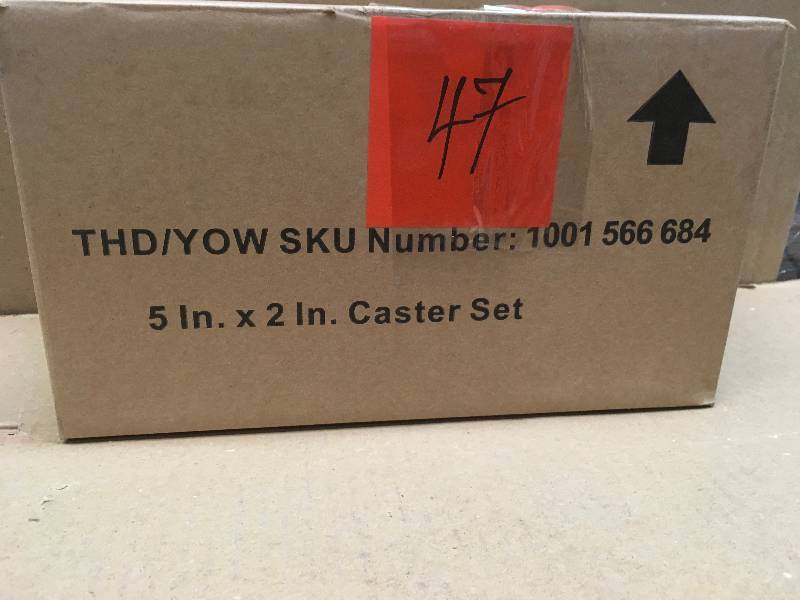 47
THD/YOW SKU Number: 1001 566 684
5 In. x 2 In. Caster Set